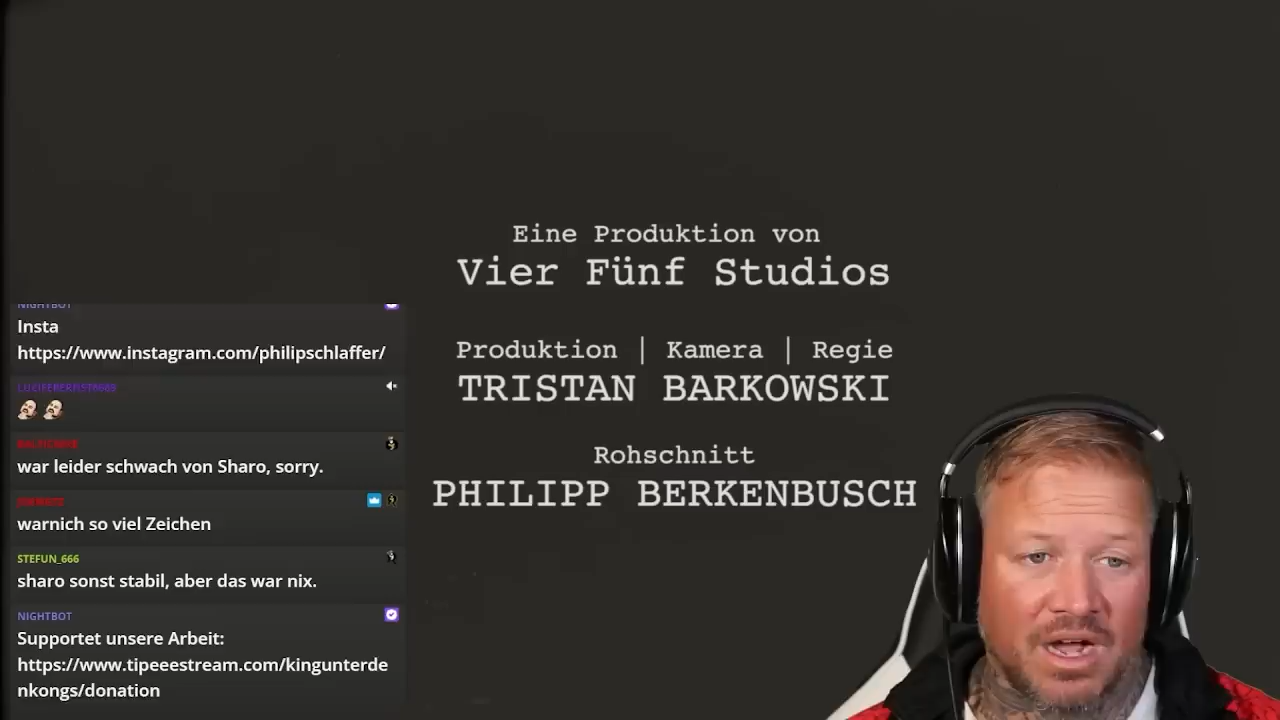 Eine Produktion von
Vier Fünf Studios
Produktion | Kamera | Regie
TRISTAN BARKOWSKI
Rohschnitt
PHILIPP BERKENBUSCH
NIGHTBOT
Insta
https://www.instagram.com/philipschlaffer/
war leider schwach von Sharo, sorry.
warnich so viel Zeichen
STEFUN_666
sharo sonst stabil, aber das war nix.
NIGHTBOT
Supportet unsere Arbeit:
https://www.tipeeestream.com/kingunterde
nkongs/donation